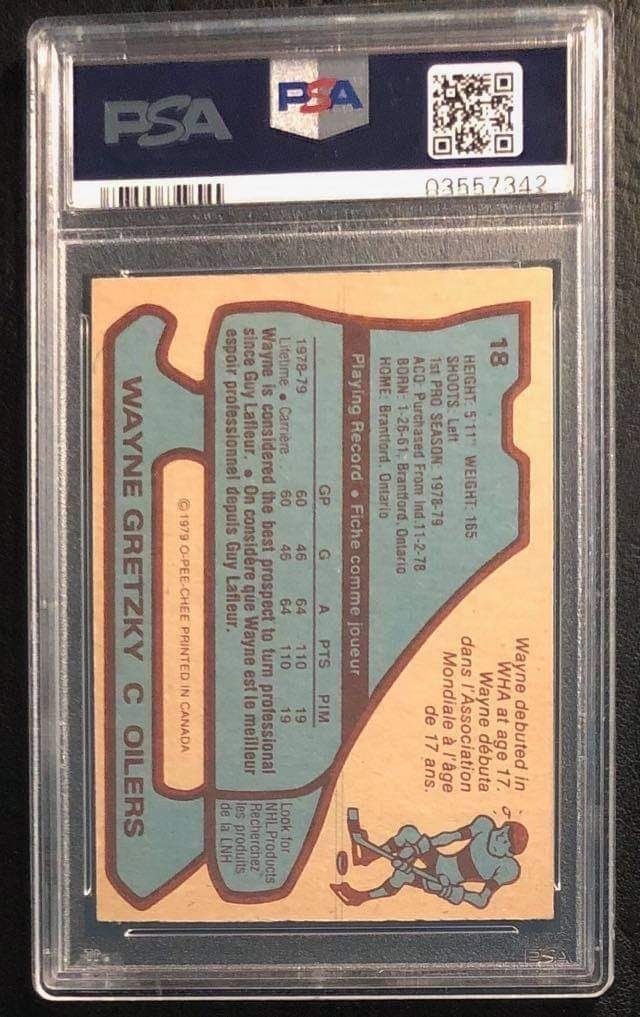 PSA
PSA
03557342
18
HEIGHT: 5'11" WEIGHT: 165
SHOOTS: Left
1st PRO SEASON: 1978-79
ACQ: Purchased From Ind. 11-2-78
BORN: 1-26-61, Brantford, Ontario
HOME: Brantford, Ontario
Wayne debuted in
WHA at age 17.
Wayne débuta
dans l'Association
Mondiale à l'âge
de 17 ans.
Playing Record • Fiche comme joueur
GP G A PTS PIM
1978-79 60 46 64 110 19
Lifetime • Carrière 60 46 64 110 19
Wayne is considered the best prospect to turn professional
since Guy Lafleur. • On considère que Wayne est le meilleur
espoir professionnel depuis Guy Lafleur.
Look for
NHL Products
Recherchez
les produits
de la LNH
© 1979 O-PEE-CHEE PRINTED IN CANADA
WAYNE GRETZKY C OILERS
PSA